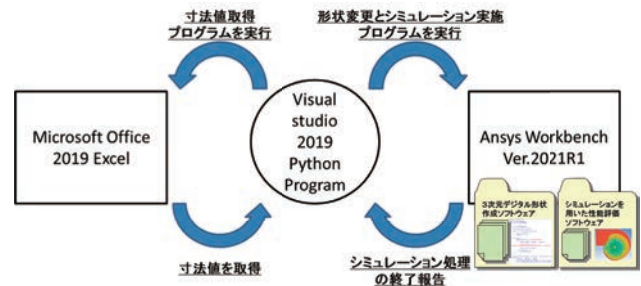 寸法値取得
プログラムを実行
形状変更とシミュレーション実施
プログラムを実行
Microsoft Office
2019 Excel
Visual
studio
2019
Python
Program
Ansys Workbench
Ver.2021R1
3次元デジタル形状
作成ソフトウェア
シミュレーションを
用いた性能評価
ソフトウェア
寸法値を取得
シミュレーション処理
の終了報告